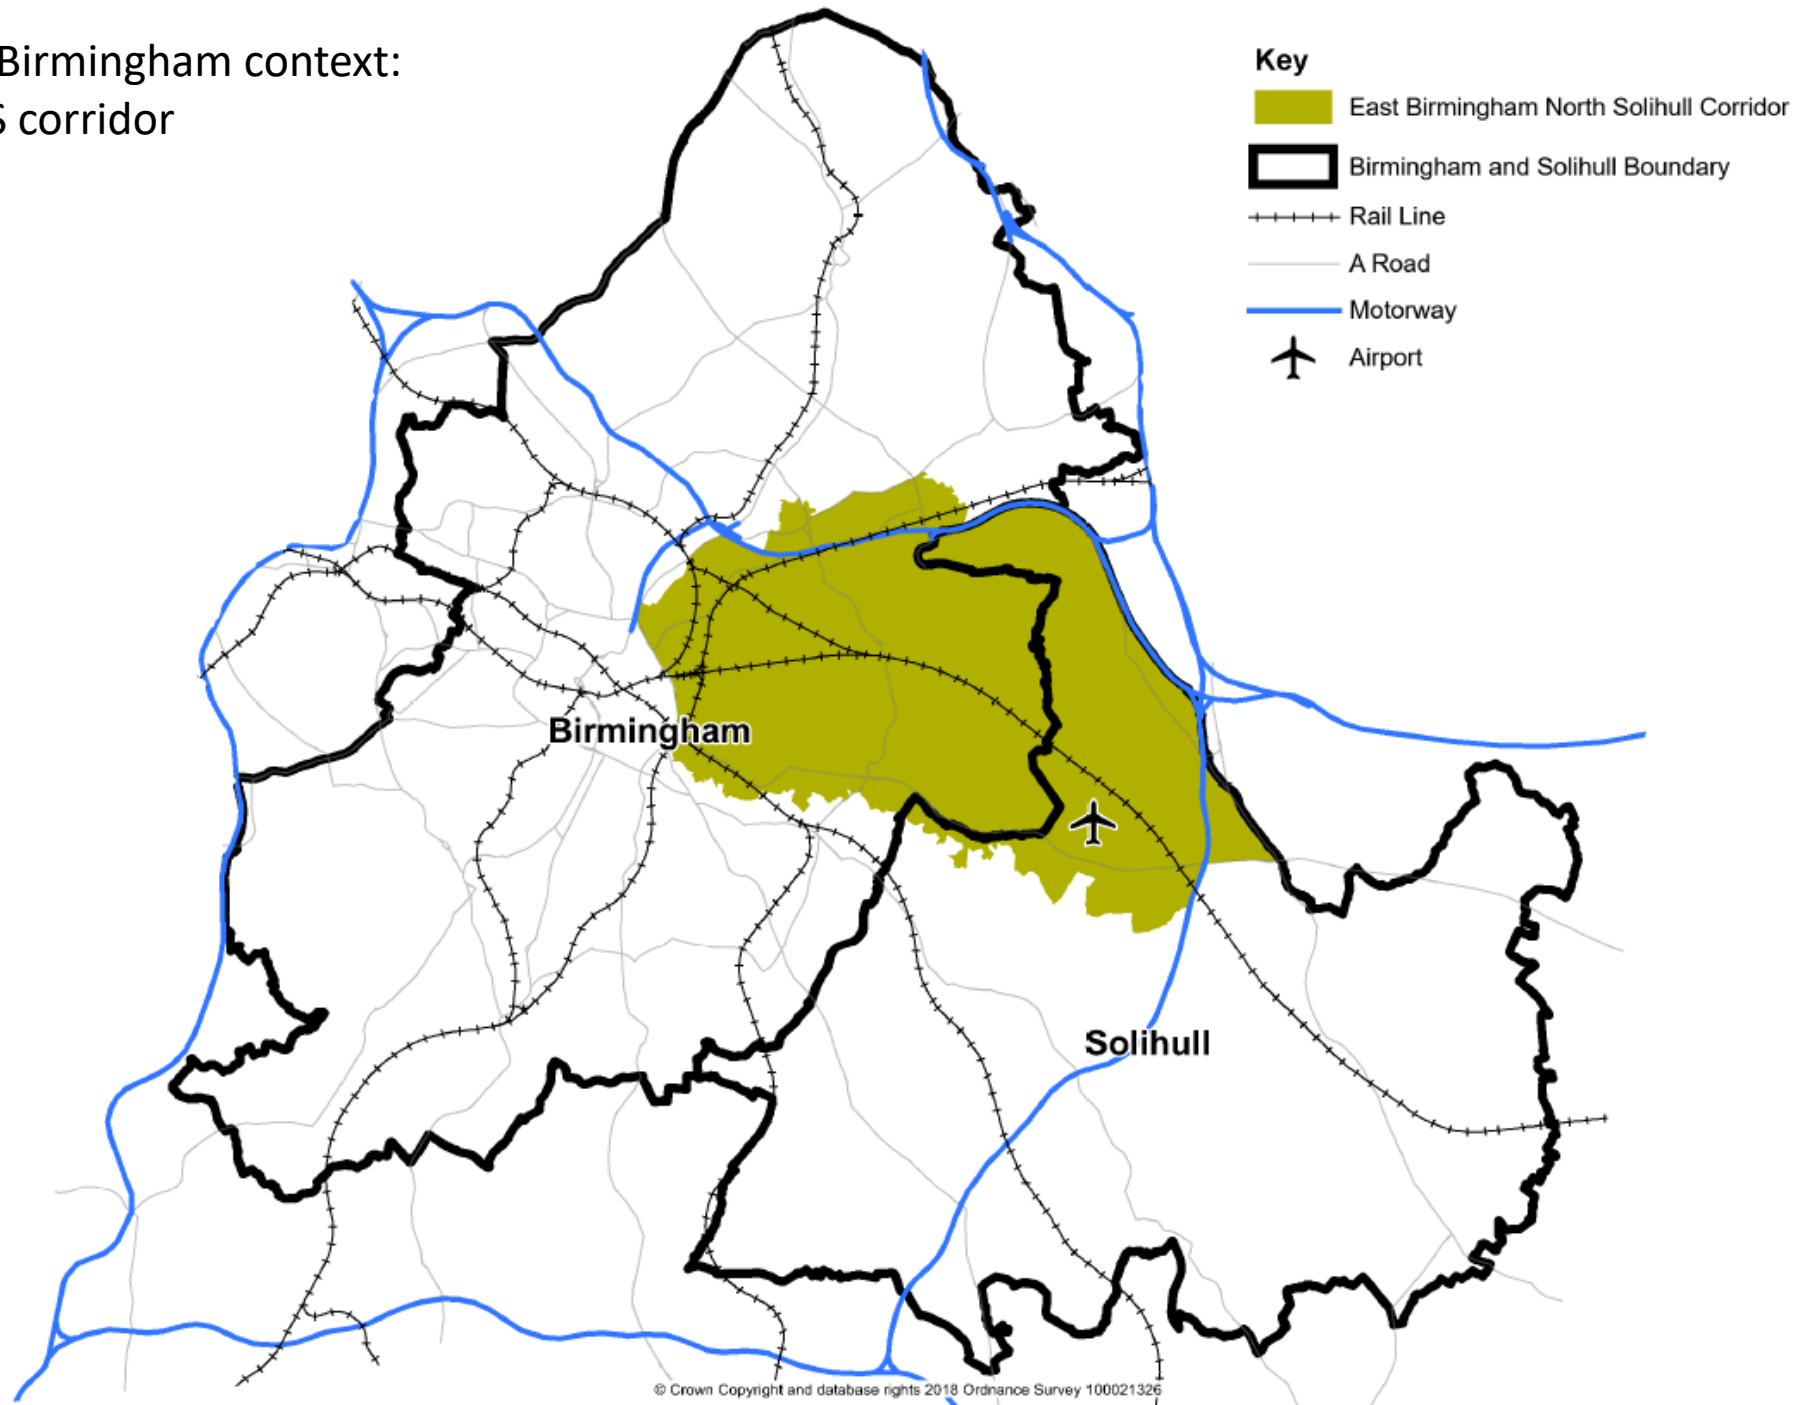 Birmingham context:
S corridor
Key
East Birmingham North Solihull Corridor
Birmingham and Solihull Boundary
Rail Line
A Road
Motorway
Airport
Birmingham
Solihull
© Crown Copyright and database rights 2018 Ordnance Survey 100021326